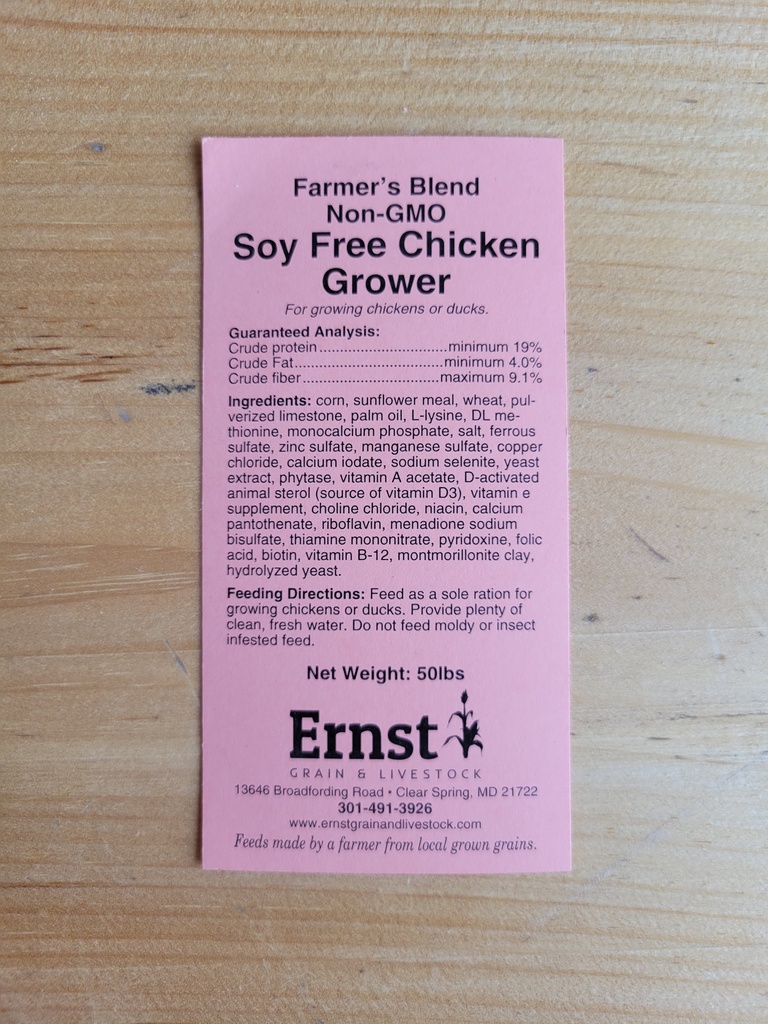 Farmer's Blend
Non-GMO
Soy Free Chicken
Grower
For growing chickens or ducks.
Guaranteed Analysis:
Crude protein..............................minimum 19%
Crude Fat...................................minimum 4.0%
Crude fiber................................maximum 9.1%
Ingredients: corn, sunflower meal, wheat, pul-
verized limestone, palm oil, L-lysine, DL me-
thionine, monocalcium phosphate, salt, ferrous
sulfate, zinc sulfate, manganese sulfate, copper
chloride, calcium iodate, sodium selenite, yeast
extract, phytase, vitamin A acetate, D-activated
animal sterol (source of vitamin D3), vitamin e
supplement, choline chloride, niacin, calcium
pantothenate, riboflavin, menadione sodium
bisulfate, thiamine mononitrate, pyridoxine, folic
acid, biotin, vitamin B-12, montmorillonite clay,
hydrolyzed yeast.
Feeding Directions: Feed as a sole ration for
growing chickens or ducks. Provide plenty of
clean, fresh water. Do not feed moldy or insect
infested feed.
Net Weight: 50lbs
Ernst
GRAIN & LIVESTOCK
13646 Broadfording Road • Clear Spring, MD 21722
301-491-3926
www.ernstgrainandlivestock.com
Feeds made by a farmer from local grown grains.